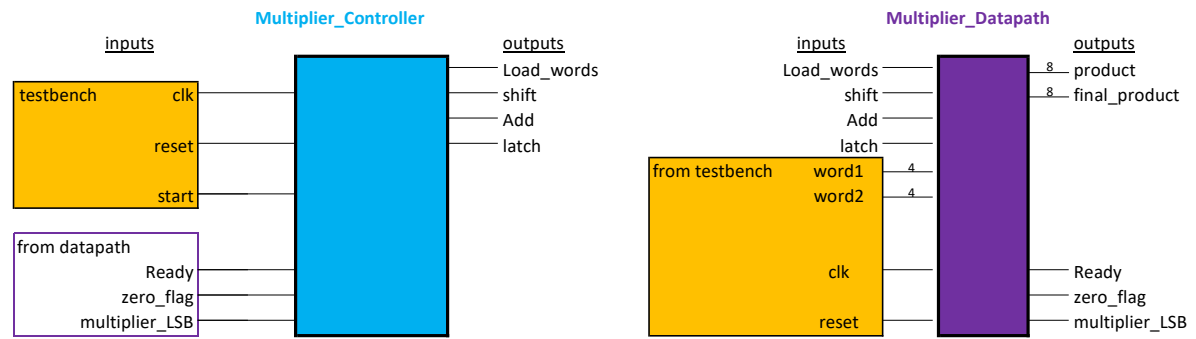 Multiplier_Controller
inputs
outputs
testbench clk
reset
start
from datapath
Ready
zero_flag
multiplier_LSB
Load_words
shift
Add
latch
Multiplier_Datapath
inputs
outputs
Load_words
shift
Add
latch
from testbench word1 4
word2 4
clk
reset
8 product
8 final_product
Ready
zero_flag
multiplier_LSB